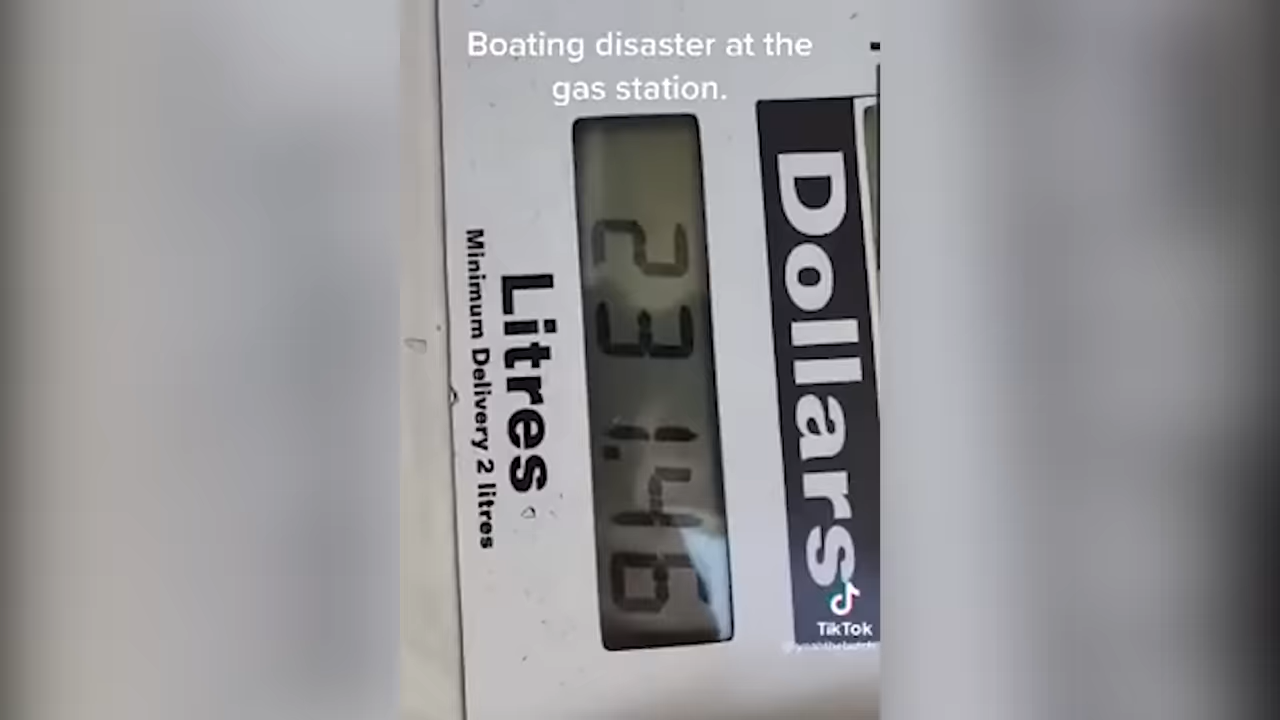 Boating disaster at the
gas station.
Dollars
231.46
Litres
Minimum Delivery 2 litres
TikTok